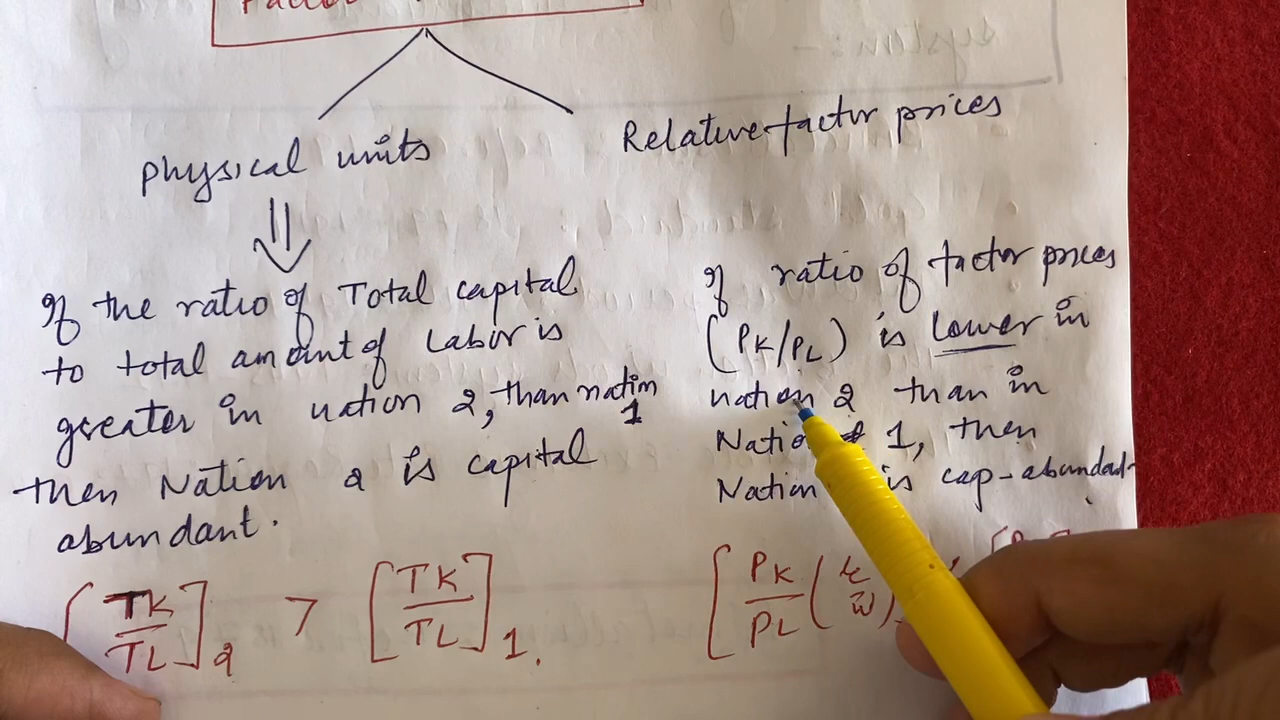 Physical units
Relative factor prices
If the ratio of Total capital
to total amount of Labor is
greater in nation 2, than nation 1
then Nation 2 is capital
abundant.
[TK/TL]2 > [TK/TL]1.
If ratio of factor prices
(PK/PL) is lower in
nation 2 than in
Nation 1, then
Nation is cap-abundant.
[PK/PL (r/w)